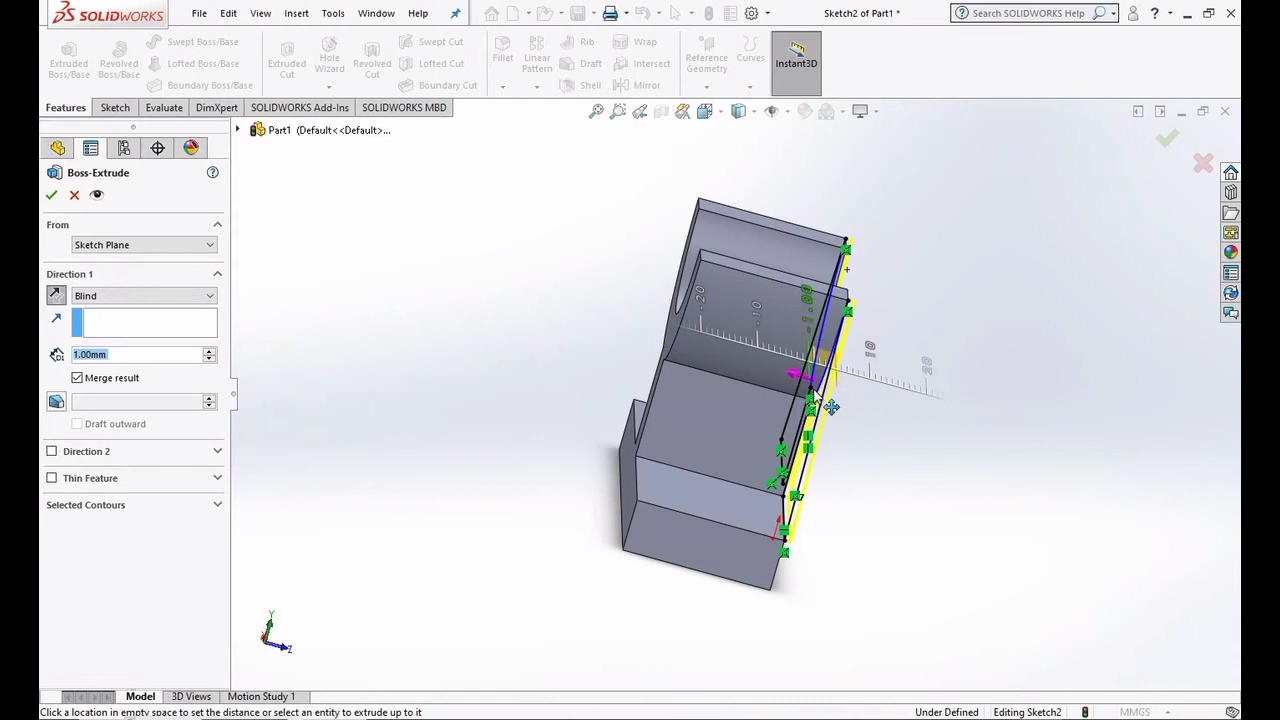 SOLIDWORKS File Edit View Insert Tools Window Help Sketch2 of Part1 * Search SOLIDWORKS Help ?
Extruded Boss/Base Revolved Boss/Base Swept Boss/Base Lofted Boss/Base Boundary Boss/Base Extruded Cut Hole Wizard Revolved Cut Swept Cut Lofted Cut Boundary Cut Fillet Linear Pattern Rib Draft Shell Wrap Intersect Mirror Reference Geometry Curves Instant3D
Features Sketch Evaluate DimXpert SOLIDWORKS Add-Ins SOLIDWORKS MBD
Part1 (Default<<Default>...
Boss-Extrude
From
Sketch Plane
Direction 1
Blind
1.00mm
Merge result
Draft outward
Direction 2
Thin Feature
Selected Contours
-20
-10
10
20
Y
Z
Model 3D Views Motion Study 1
Click a location in empty space to set the distance or select an entity to extrude up to it Under Defined Editing Sketch2 MMGS